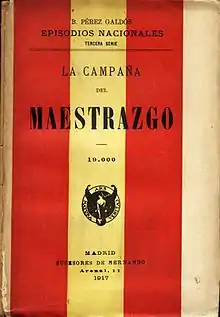 B. PÉREZ GALDÓS
EPISODIOS NACIONALES
TERCERA SERIE
LA CAMPAÑA
DEL
MAESTRAZGO
19.000
MADRID
SUCESORES DE HERNANDO
Arenal, 11
1917